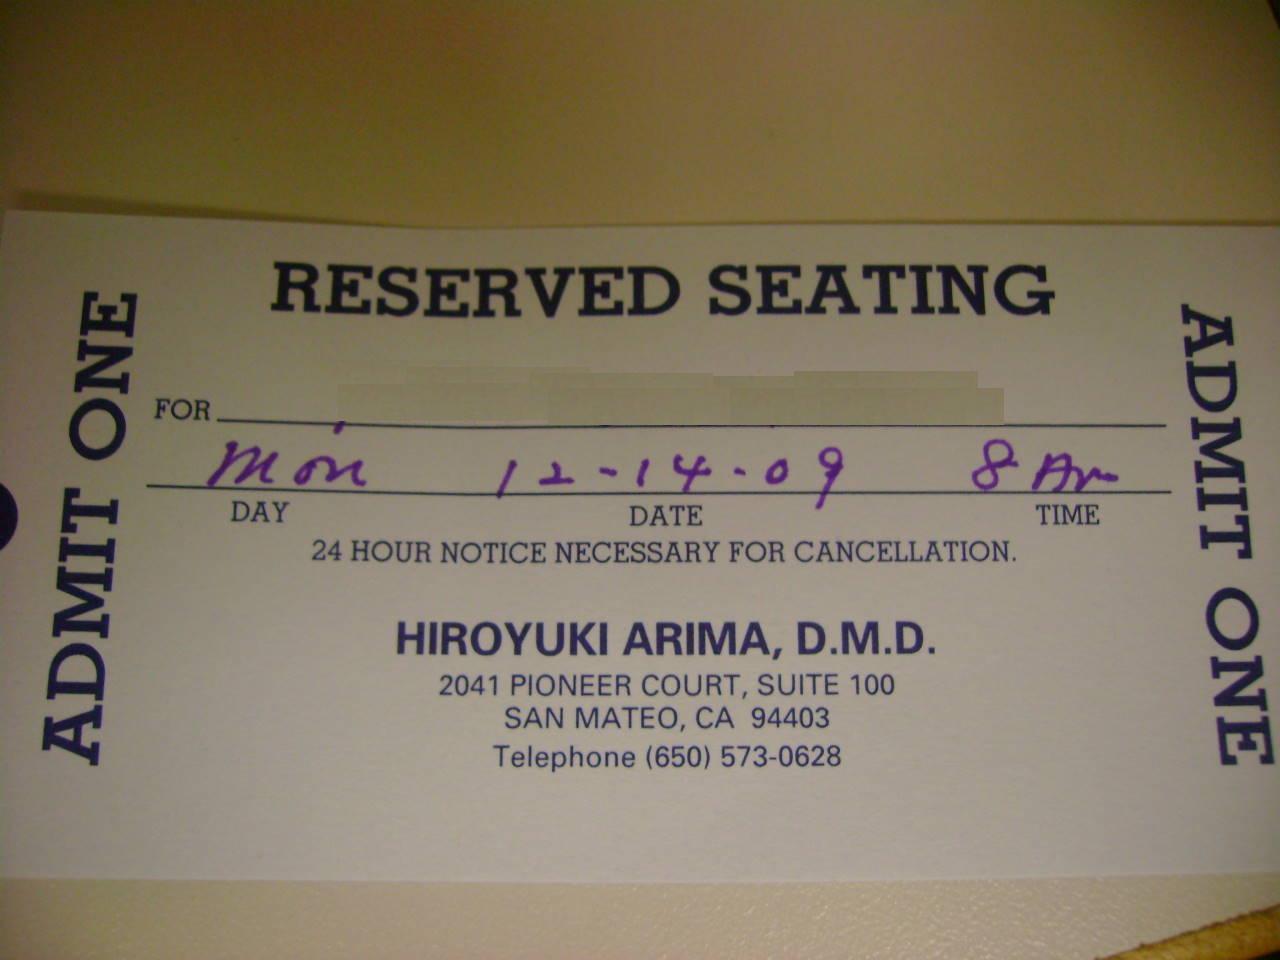 RESERVED SEATING
ADMIT ONE
FOR
Mon 12-14-09 8 Am
DAY DATE TIME
24 HOUR NOTICE NECESSARY FOR CANCELLATION.
HIROYUKI ARIMA, D.M.D.
2041 PIONEER COURT, SUITE 100
SAN MATEO, CA 94403
Telephone (650) 573-0628
ADMIT ONE